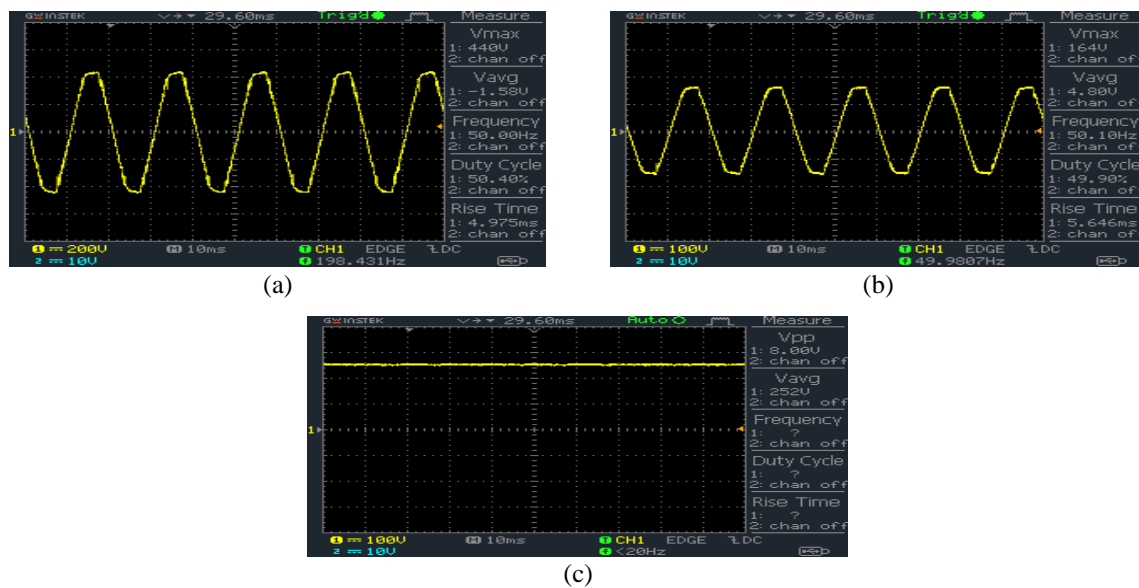 GWINSTEK 29.60ms Trig'd Measure
Vmax
1: 440V
2: chan off
Vavg
1: -1.58V
2: chan off
1
Frequency
1: 50.00Hz
2: chan off
Duty Cycle
1: 50.40%
2: chan off
Rise Time
1: 4.975ms
2: chan off
1 200V M 10ms T CH1 EDGE DC
2 10V f 198.431Hz
(a)
GWINSTEK 29.60ms Trig'd Measure
Vmax
1: 164V
2: chan off
Vavg
1: 4.80V
2: chan off
1
Frequency
1: 50.10Hz
2: chan off
Duty Cycle
1: 49.90%
2: chan off
Rise Time
1: 5.646ms
2: chan off
1 100V M 10ms T CH1 EDGE DC
2 10V f 49.9807Hz
(b)
GWINSTEK 29.60ms Auto Measure
Vpp
1: 8.00V
2: chan off
Vavg
1: 252V
2: chan off
1
Frequency
1: ?
2: chan off
Duty Cycle
1: ?
2: chan off
Rise Time
1: ?
2: chan off
1 100V M 10ms T CH1 EDGE DC
2 10V f <20Hz
(c)